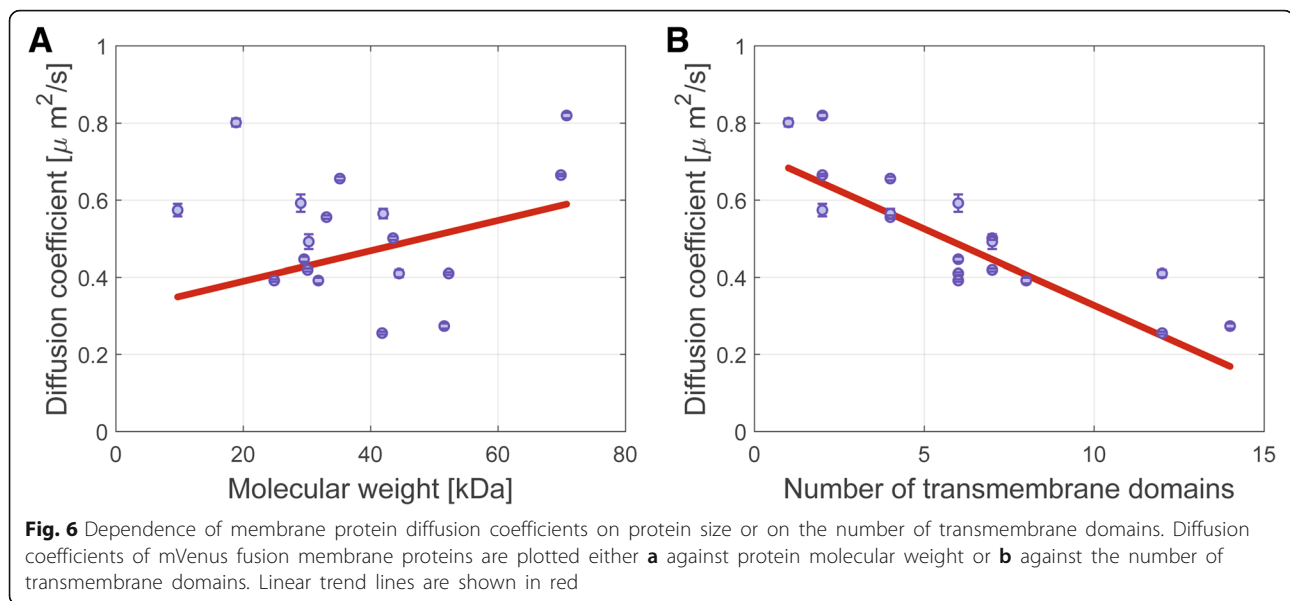 A
B
1
0.8
0.6
0.4
0.2
0
Diffusion coefficient [μ m²/s]
0 20 40 60 80
Molecular weight [kDa]
1
0.8
0.6
0.4
0.2
0
Diffusion coefficient [μ m²/s]
0 5 10 15
Number of transmembrane domains
Fig. 6 Dependence of membrane protein diffusion coefficients on protein size or on the number of transmembrane domains. Diffusion
coefficients of mVenus fusion membrane proteins are plotted either a against protein molecular weight or b against the number of
transmembrane domains. Linear trend lines are shown in red